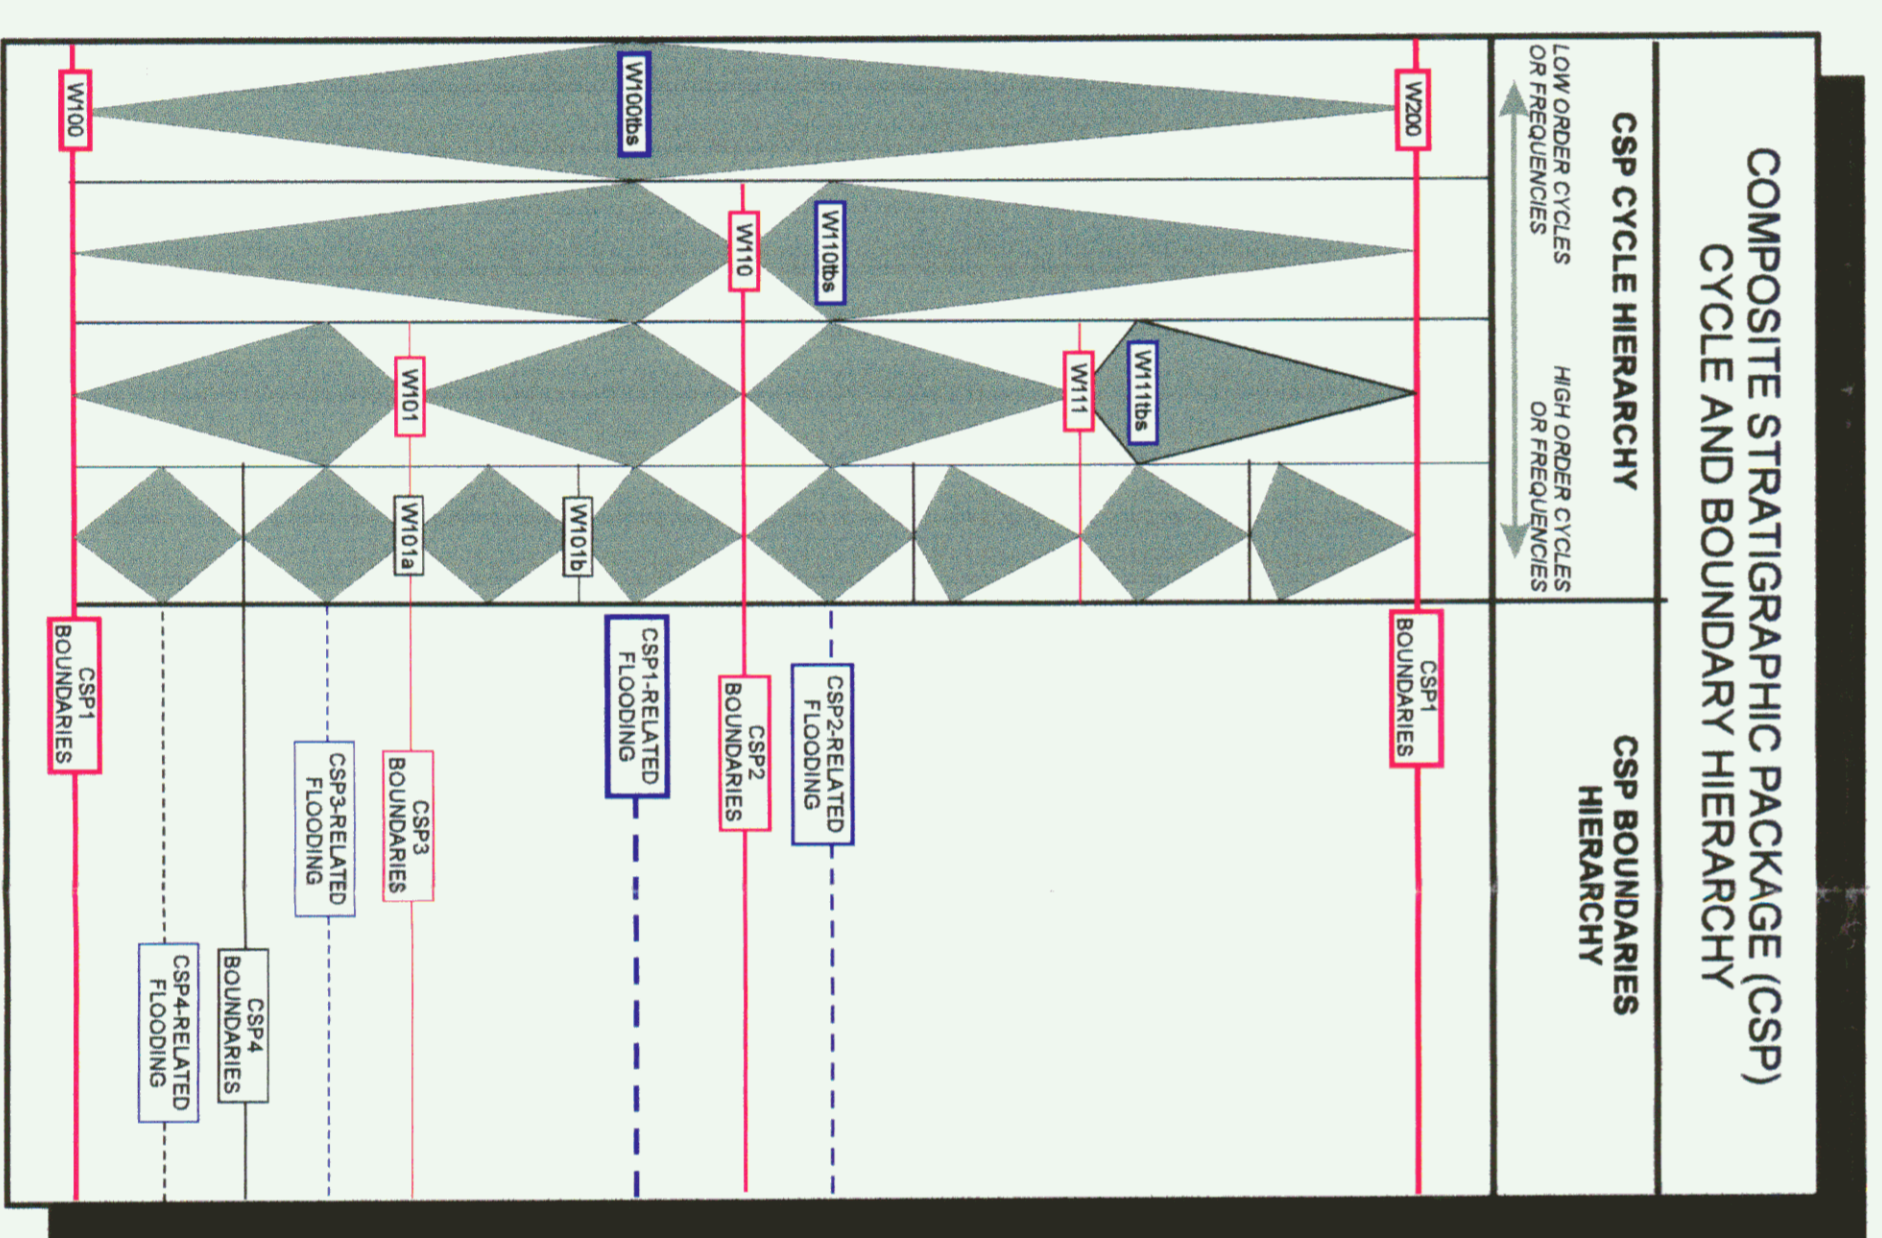 COMPOSITE STRATIGRAPHIC PACKAGE (CSP)
CYCLE AND BOUNDARY HIERARCHY
CSP CYCLE HIERARCHY
CSP BOUNDARIES
HIERARCHY
LOW ORDER CYCLES
OR FREQUENCIES
HIGH ORDER CYCLES
OR FREQUENCIES
W200
CSP1
BOUNDARIES
W111tbs
W111
W110tbs
CSP2-RELATED
FLOODING
W110
CSP2
BOUNDARIES
W100tbs
CSP1-RELATED
FLOODING
W101b
W101
W101a
CSP3
BOUNDARIES
CSP3-RELATED
FLOODING
CSP4
BOUNDARIES
CSP4-RELATED
FLOODING
W100
CSP1
BOUNDARIES